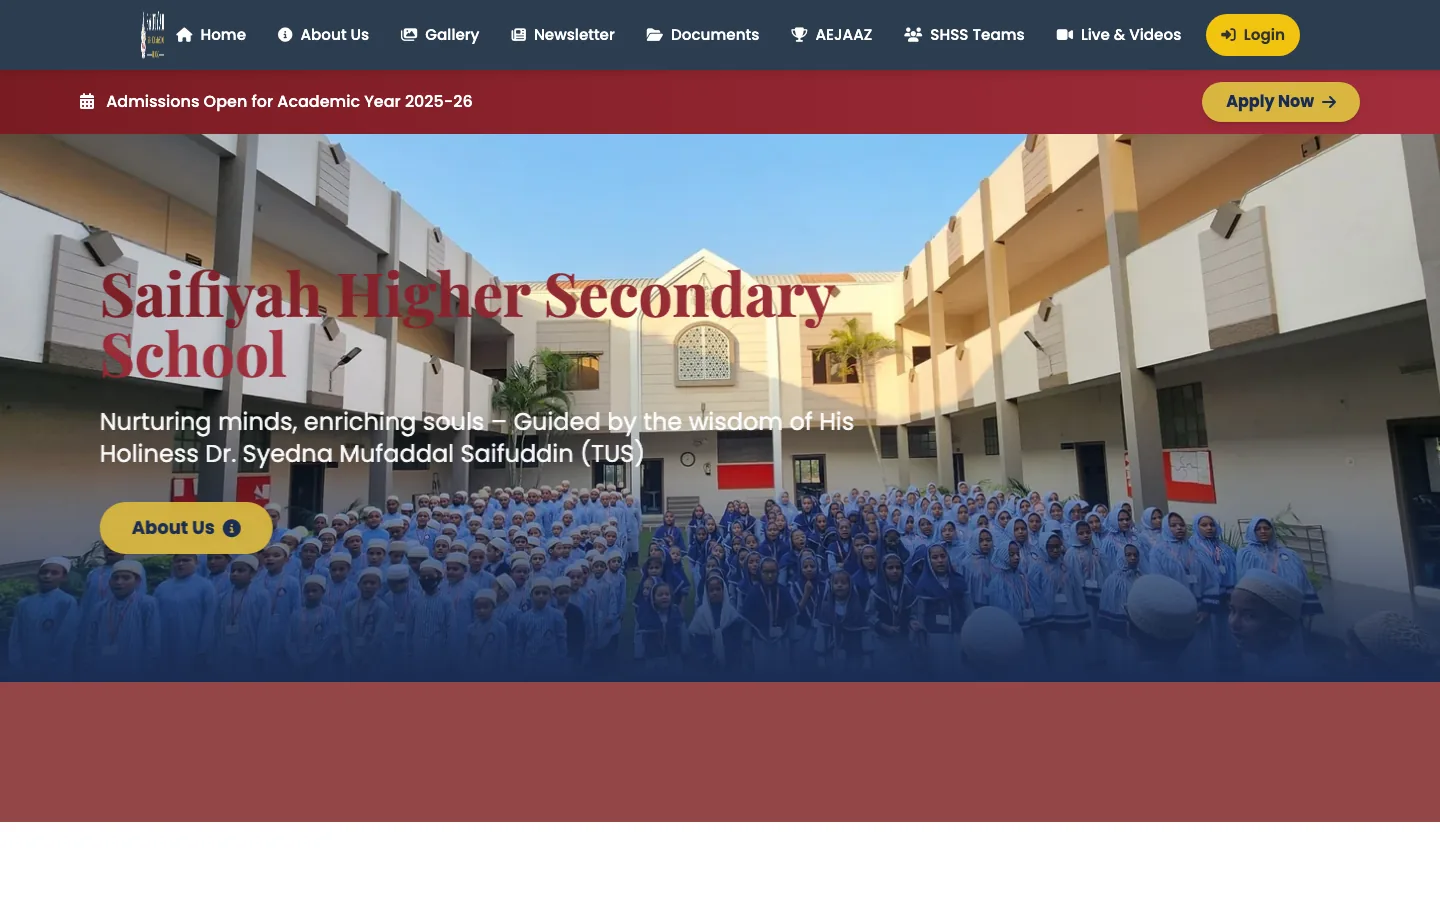 Home
About Us
Gallery
Newsletter
Documents
AEJAAZ
SHSS Teams
Live & Videos
Login
Admissions Open for Academic Year 2025-26
Apply Now
Saifiyah Higher Secondary
School
Nurturing minds, enriching souls – Guided by the wisdom of His
Holiness Dr. Syedna Mufaddal Saifuddin (TUS)
About Us